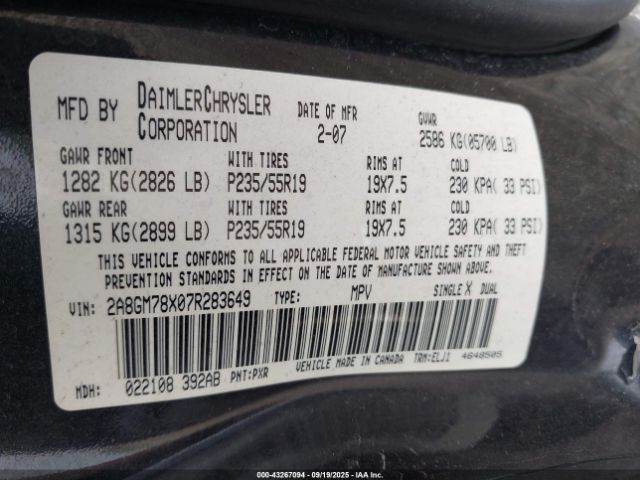 MFD BY DAIMLERCHRYSLER CORPORATION DATE OF MFR 2-07 GVWR 2586 KG(05700 LB)
GAWR FRONT WITH TIRES RIMS AT COLD
1282 KG(2826 LB) P235/55R19 19X7.5 230 KPA( 33 PSI)
GAWR REAR WITH TIRES RIMS AT COLD
1315 KG(2899 LB) P235/55R19 19X7.5 230 KPA( 33 PSI)
THIS VEHICLE CONFORMS TO ALL APPLICABLE FEDERAL MOTOR VEHICLE SAFETY AND THEFT
PREVENTION STANDARDS IN EFFECT ON THE DATE OF MANUFACTURE SHOWN ABOVE.
VIN: 2A8GM78X07R283649 TYPE: MPV SINGLE X DUAL
VEHICLE MADE IN CANADA TRM:ELJ1 4648505
MDH: 022108 392AB PNT:PXR
000-43267094 - 09/19/2025 - IAA Inc.